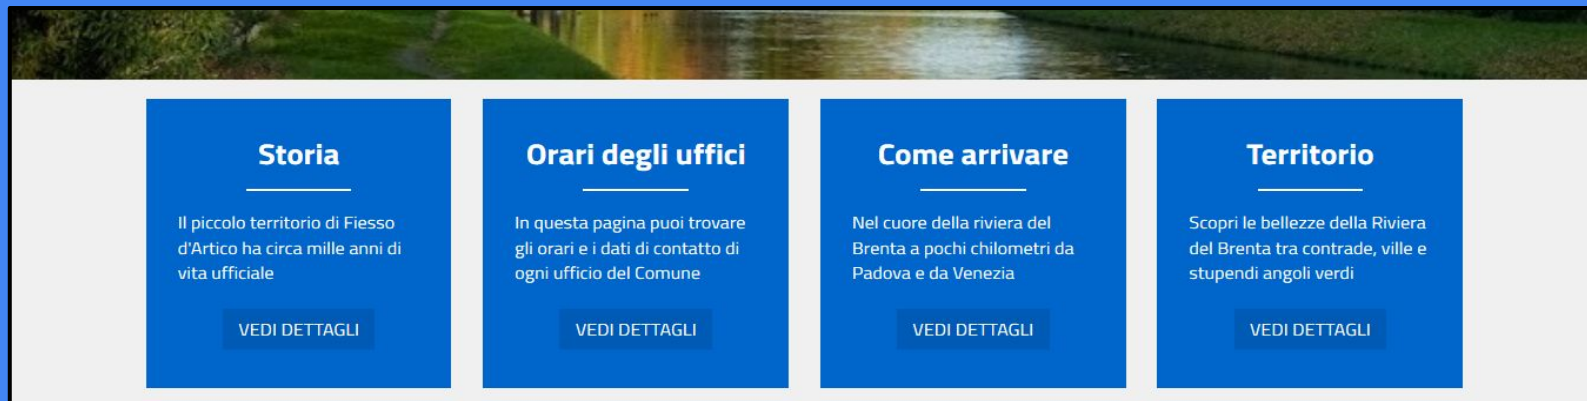 Storia
Il piccolo territorio di Fiesso
d'Artico ha circa mille anni di
vita ufficiale
VEDI DETTAGLI
Orari degli uffici
In questa pagina puoi trovare
gli orari e i dati di contatto di
ogni ufficio del Comune
VEDI DETTAGLI
Come arrivare
Nel cuore della riviera del
Brenta a pochi chilometri da
Padova e da Venezia
VEDI DETTAGLI
Territorio
Scopri le bellezze della Riviera
del Brenta tra contrade, ville e
stupendi angoli verdi
VEDI DETTAGLI